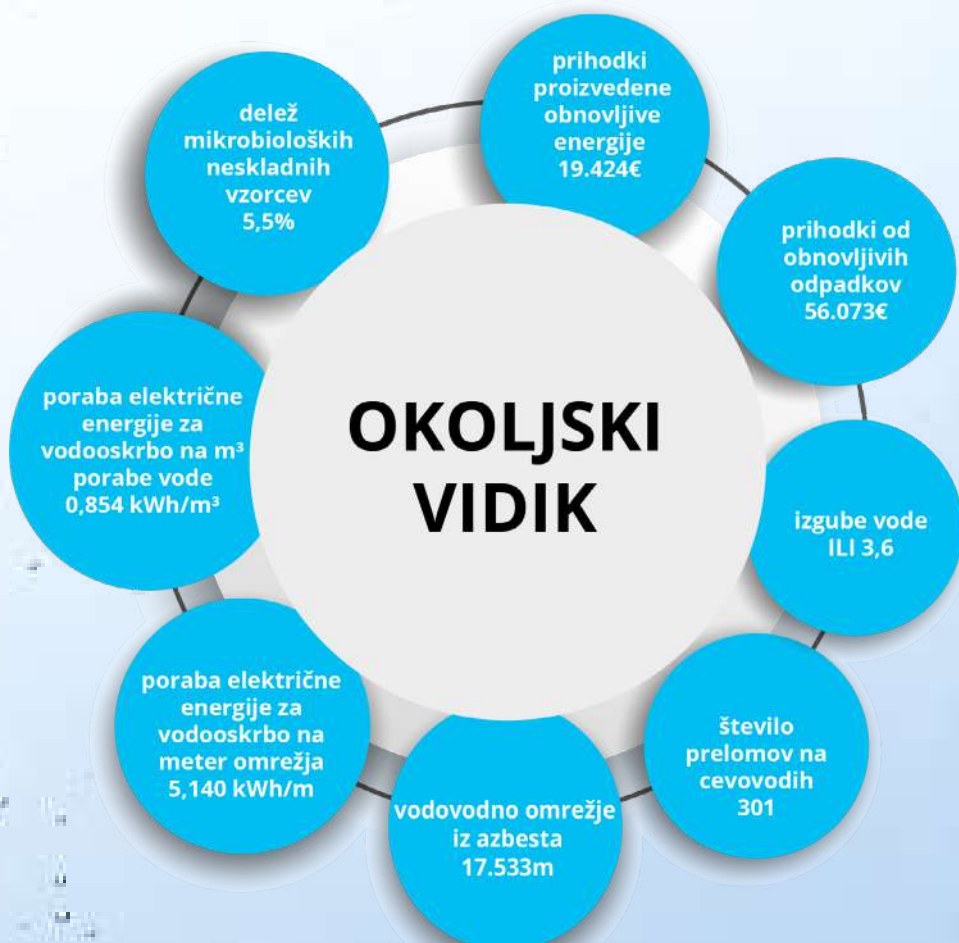 OKOLJSKI
VIDIK
prihodki
proizvedene
obnovljive
energije
19.424€
prihodki od
obnovljivih
odpadkov
56.073€
izgube vode
ILI 3,6
število
prelomov na
cevovodih
301
vodovodno omrežje
iz azbesta
17.533m
poraba električne
energije za
vodooskrbo na
meter omrežja
5,140 kWh/m
poraba električne
energije za
vodooskrbo na m³
porabe vode
0,854 kWh/m³
delež
mikrobioloških
neskladnih
vzorcev
5,5%